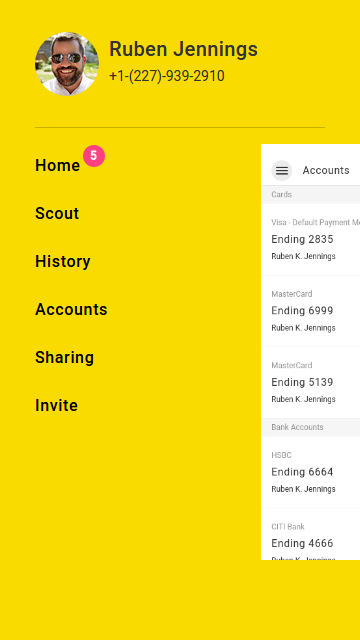 Ruben Jennings
+1-(227)-939-2910
Home 5
Scout
History
Accounts
Sharing
Invite
Accounts
Cards
Visa - Default Payment
Ending 2835
Ruben K. Jennings
MasterCard
Ending 6999
Ruben K. Jennings
MasterCard
Ending 5139
Ruben K. Jennings
Bank Accounts
HSBC
Ending 6664
Ruben K. Jennings
CITI Bank
Ending 4666
Ruben K. Jennings